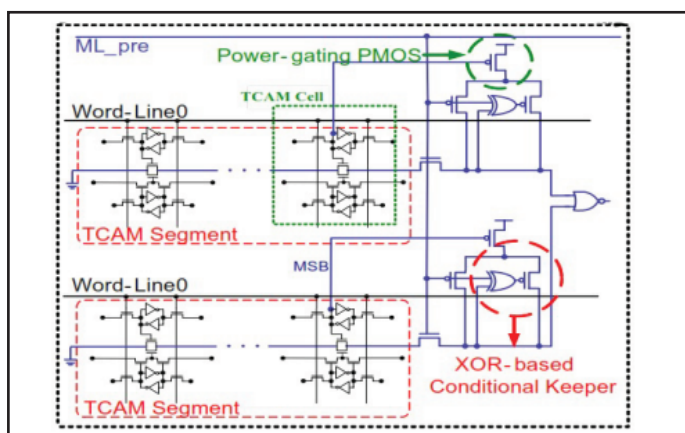 ML_pre
Power-gating PMOS
TCAM Cell
Word-Line0
TCAM Segment
MSB
Word-Line0
XOR-based
Conditional Keeper
TCAM Segment